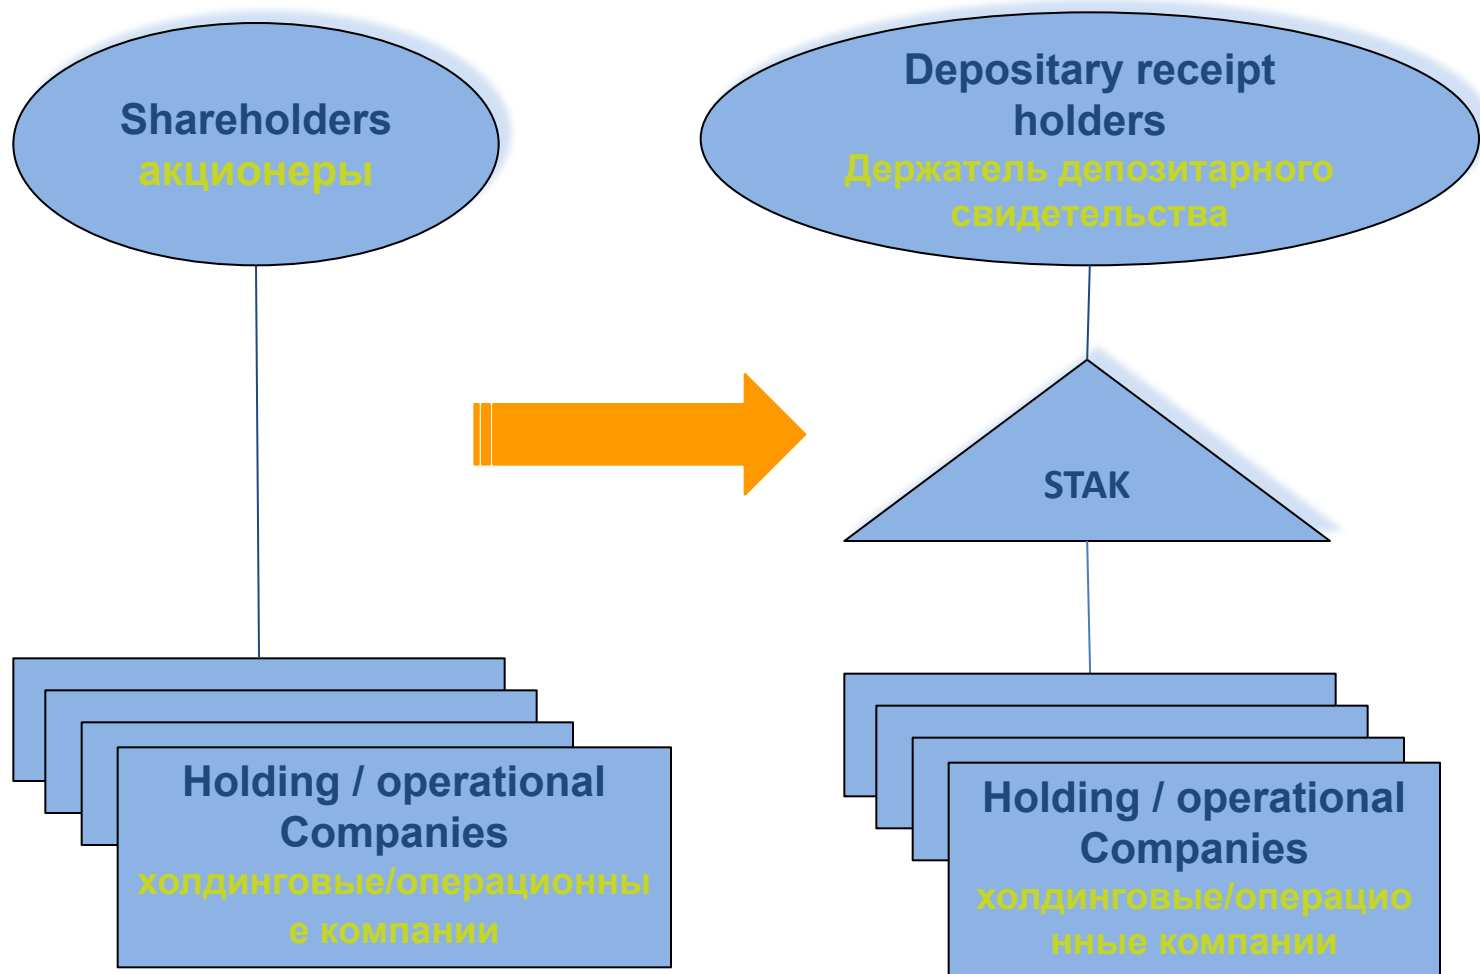 Shareholders
акционеры
Depositary receipt
holders
Держатель депозитарного
свидетельства
STAK
Holding / operational
Companies
холдинговые/операционны
е компании
Holding / operational
Companies
холдинговые/операцио
нные компании